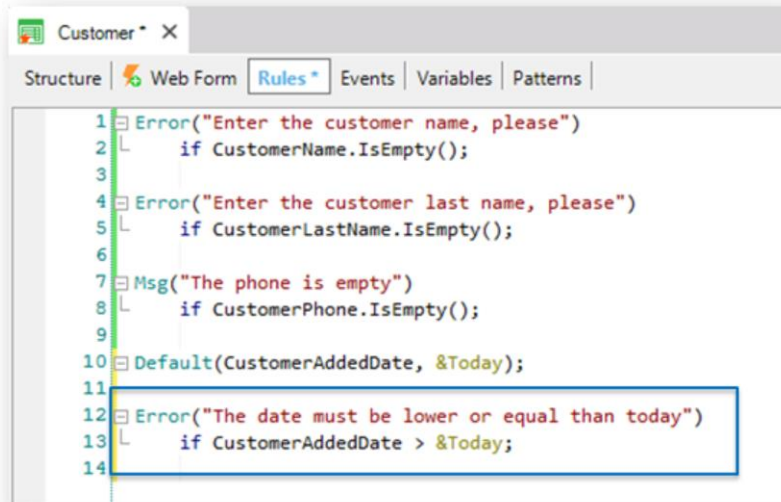 Customer * ×
Structure | Web Form | Rules * | Events | Variables | Patterns |
1 Error("Enter the customer name, please")
2 if CustomerName.IsEmpty();
3
4 Error("Enter the customer last name, please")
5 if CustomerLastName.IsEmpty();
6
7 Msg("The phone is empty")
8 if CustomerPhone.IsEmpty();
9
10 Default(CustomerAddedDate, &Today);
11
12 Error("The date must be lower or equal than today")
13 if CustomerAddedDate > &Today;
14